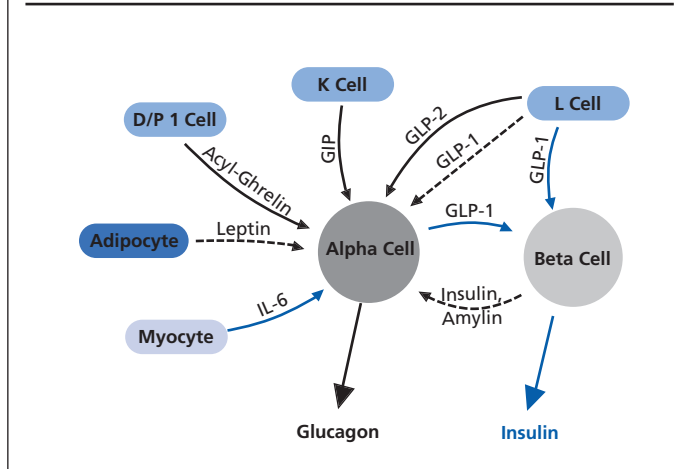 K Cell
L Cell
D/P 1 Cell
GLP-2
GLP-1
GLP-1
GIP
Acyl-Ghrelin
GLP-1
Leptin
Adipocyte
Alpha Cell
Beta Cell
IL-6
Insulin,
Amylin
Myocyte
Glucagon
Insulin